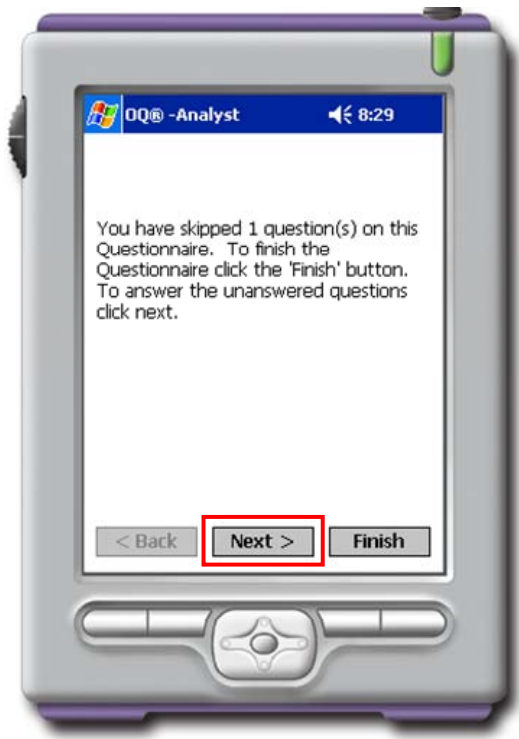 OQ® -Analyst 8:29
You have skipped 1 question(s) on this
Questionnaire.  To finish the
Questionnaire click the 'Finish' button.
To answer the unanswered questions
click next.
< Back Next > Finish